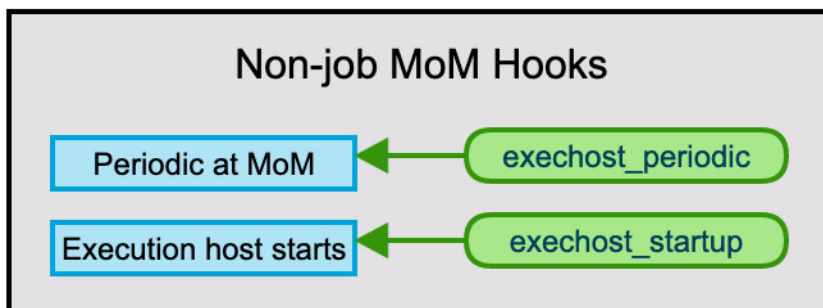 Non-job MoM Hooks
Periodic at MoM
exechost_periodic
Execution host starts
exechost_startup